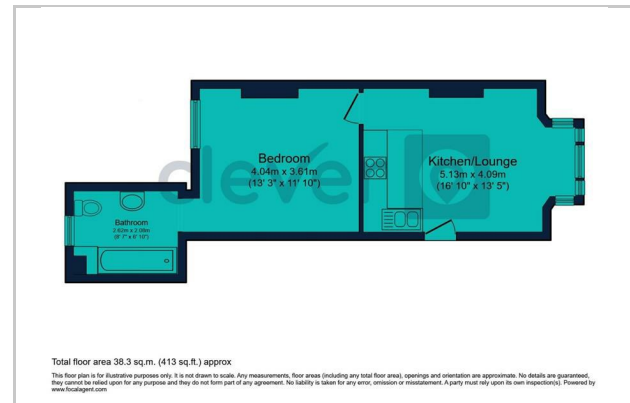 Bedroom
4.04m x 3.61m
(13' 3" x 11' 10")
Kitchen/Lounge
5.13m x 4.09m
(16' 10" x 13' 5")
clever
Bathroom
2.62m x 2.08m
(8' 7" x 6' 10")
Total floor area 38.3 sq.m. (413 sq.ft.) approx
This floor plan is for illustrative purposes only. It is not drawn to scale. Any measurements, floor areas (including any total floor area), openings and orientation are approximate. No details are guaranteed,
they cannot be relied upon for any purpose and they do not form part of any agreement. No liability is taken for any error, omission or misstatement. A party must rely upon its own inspection(s). Powered by
www.focalagent.com